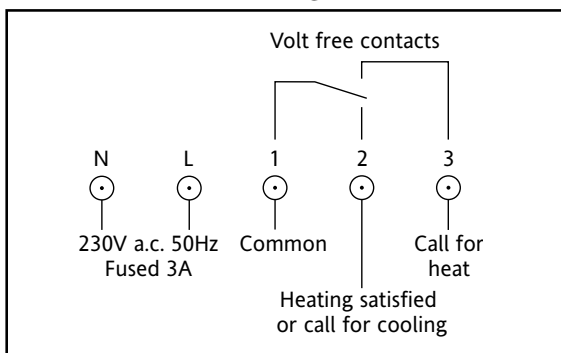 Volt free contacts
N L 1 2 3
230V a.c. 50Hz Common Call for
Fused 3A heat
Heating satisfied
or call for cooling